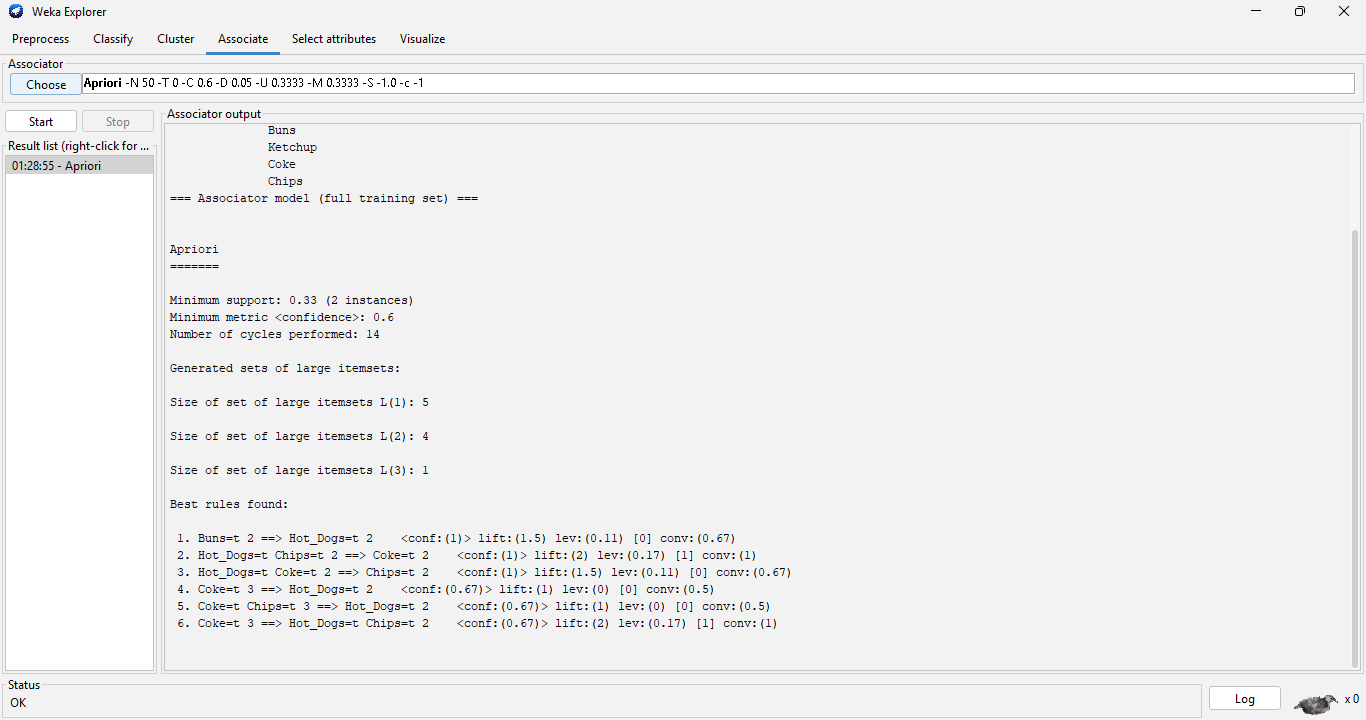 Weka Explorer
Preprocess Classify Cluster Associate Select attributes Visualize
Associator
Choose Apriori -N 50 -T 0 -C 0.6 -D 0.05 -U 0.3333 -M 0.3333 -S -1.0 -c -1
Start Stop
Result list (right-click for ...
01:28:55 - Apriori
Associator output
Buns
Ketchup
Coke
Chips
=== Associator model (full training set) ===
Apriori
=======
Minimum support: 0.33 (2 instances)
Minimum metric <confidence>: 0.6
Number of cycles performed: 14
Generated sets of large itemsets:
Size of set of large itemsets L(1): 5
Size of set of large itemsets L(2): 4
Size of set of large itemsets L(3): 1
Best rules found:
1. Buns=t 2 ==> Hot_Dogs=t 2 <conf:(1)> lift:(1.5) lev:(0.11) [0] conv:(0.67)
2. Hot_Dogs=t Chips=t 2 ==> Coke=t 2 <conf:(1)> lift:(2) lev:(0.17) [1] conv:(1)
3. Hot_Dogs=t Coke=t 2 ==> Chips=t 2 <conf:(1)> lift:(1.5) lev:(0.11) [0] conv:(0.67)
4. Coke=t 3 ==> Hot_Dogs=t 2 <conf:(0.67)> lift:(1) lev:(0) [0] conv:(0.5)
5. Coke=t Chips=t 3 ==> Hot_Dogs=t 2 <conf:(0.67)> lift:(1) lev:(0) [0] conv:(0.5)
6. Coke=t 3 ==> Hot_Dogs=t Chips=t 2 <conf:(0.67)> lift:(2) lev:(0.17) [1] conv:(1)
Status
OK
Log
x 0